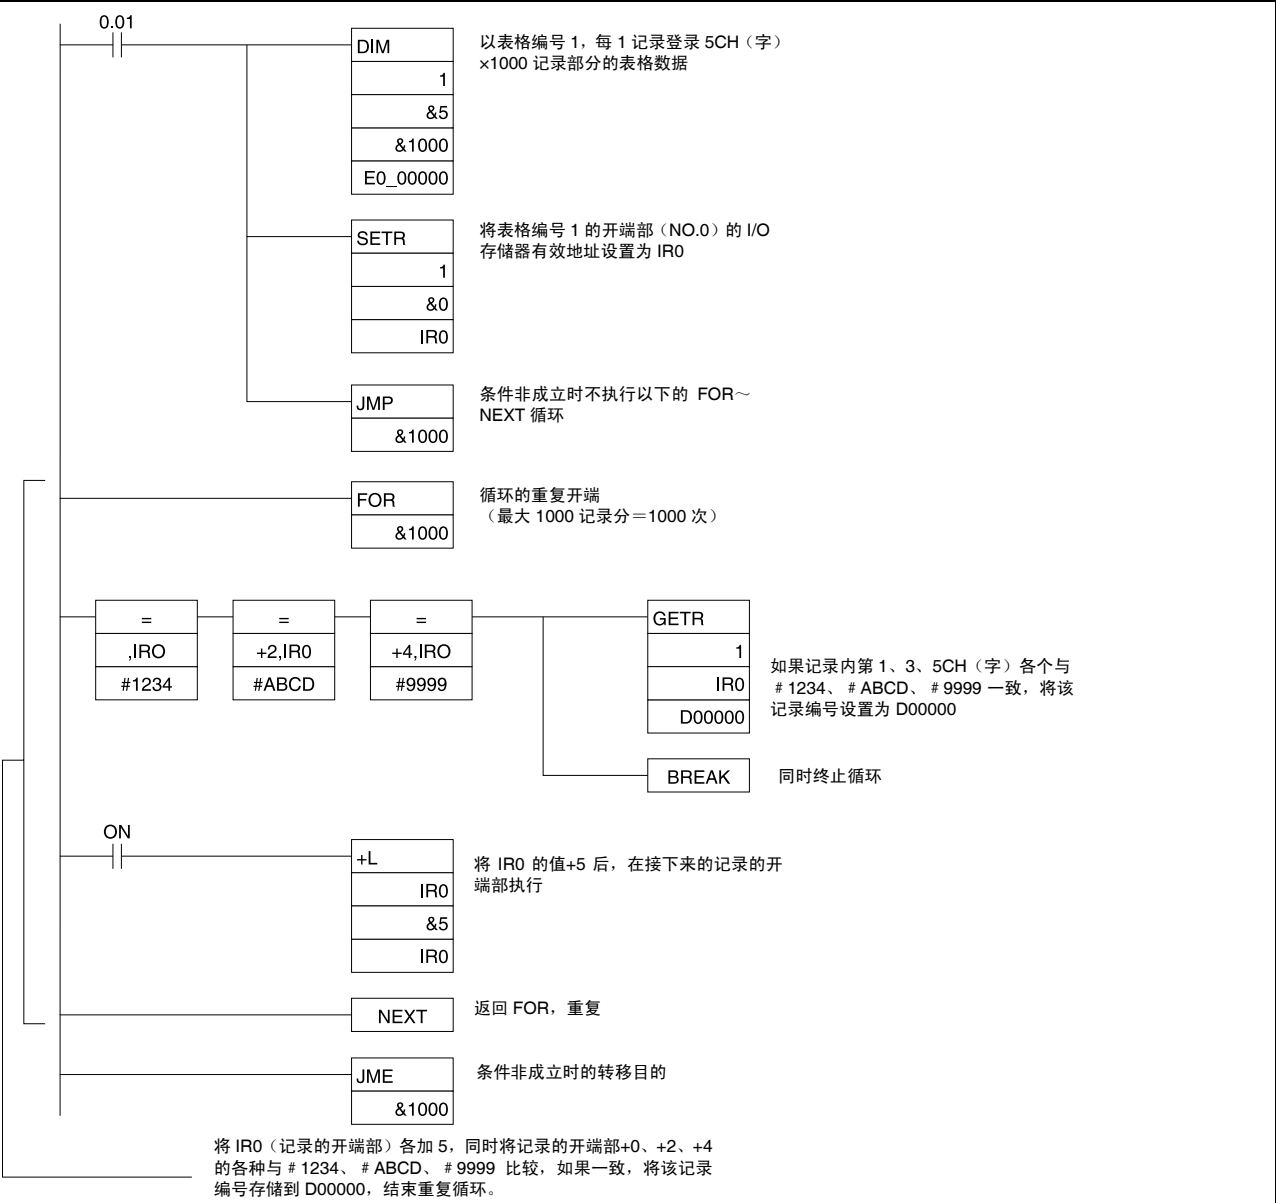 0.01
DIM
1
&5
&1000
E0_00000
以表格编号 1，每 1 记录登录 5CH（字）
×1000 记录部分的表格数据
SETR
1
&0
IR0
将表格编号 1 的开端部（NO.0）的 I/O
存储器有效地址设置为 IR0
JMP
&1000
条件非成立时不执行以下的 FOR～
NEXT 循环
FOR
&1000
循环的重复开端
（最大 1000 记录分＝1000 次）
=
,IRO
#1234
=
+2,IR0
#ABCD
=
+4,IRO
#9999
GETR
1
IR0
D00000
如果记录内第 1、3、5CH（字）各个与
＃1234、＃ABCD、＃9999 一致，将该
记录编号设置为 D00000
BREAK
同时终止循环
ON
+L
IR0
&5
IR0
将 IR0 的值+5 后，在接下来的记录的开
端部执行
NEXT
返回 FOR，重复
JME
&1000
条件非成立时的转移目的
将 IR0（记录的开端部）各加 5，同时将记录的开端部+0、+2、+4
的各种与＃1234、＃ABCD、＃9999 比较，如果一致，将该记录
编号存储到 D00000，结束重复循环。